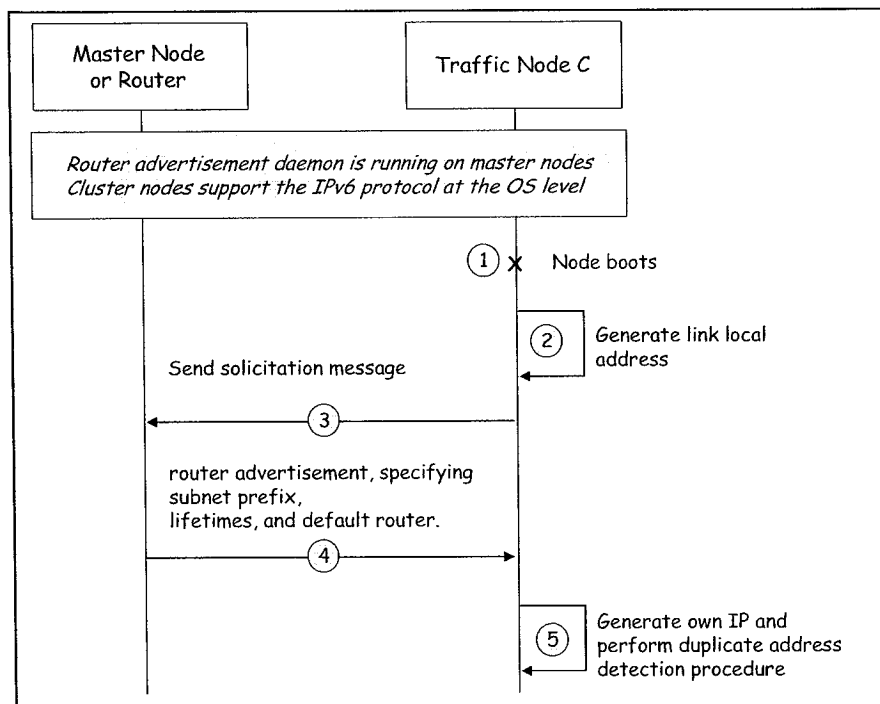 Master Node
or Router
Traffic Node C
Router advertisement daemon is running on master nodes
Cluster nodes support the IPv6 protocol at the OS level
1
Node boots
2
Generate link local
address
Send solicitation message
3
router advertisement, specifying
subnet prefix,
lifetimes, and default router.
4
5
Generate own IP and
perform duplicate address
detection procedure